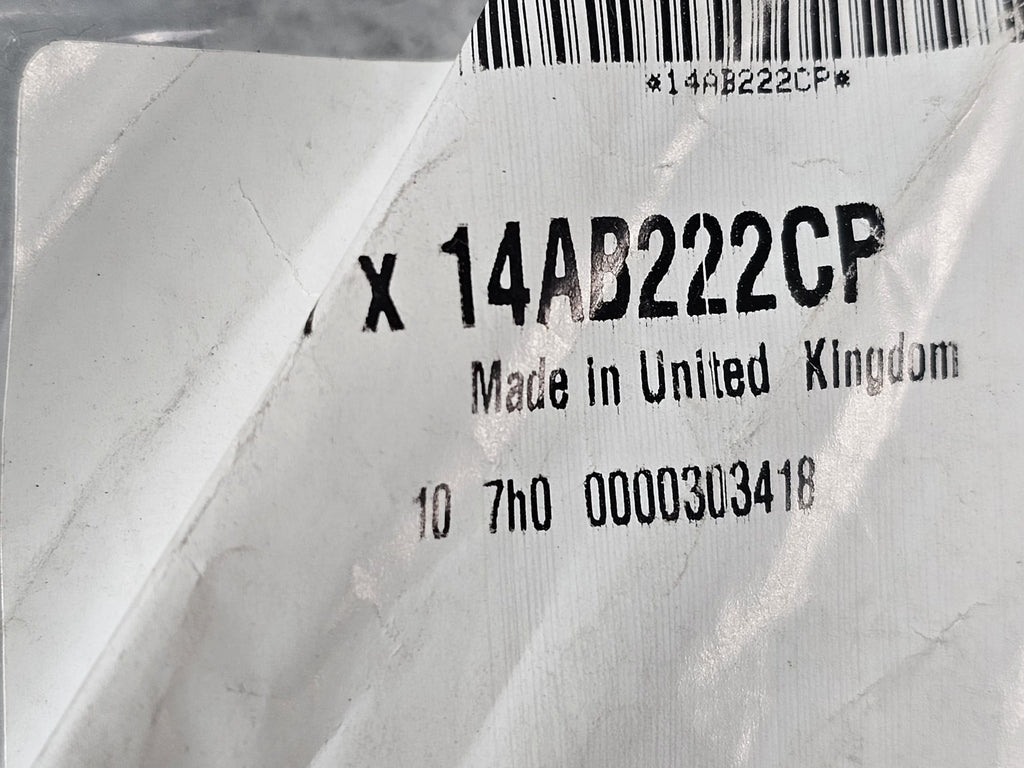 *14AB222CP*
x 14AB222CP
Made in United Kingdom
10 7h0 0000303418